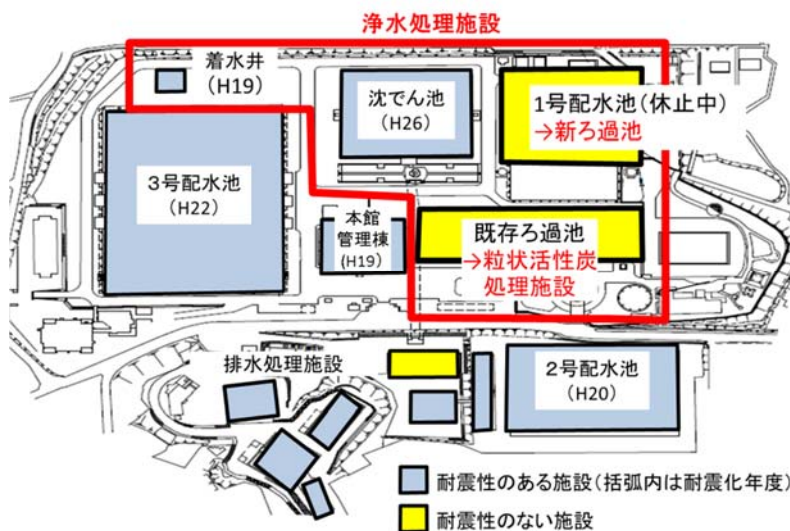 浄水処理施設
着水井
(H19)
沈でん池
(H26)
1号配水池(休止中)
→新ろ過池
3号配水池
(H22)
本館
管理棟
(H19)
既存ろ過池
→粒状活性炭
処理施設
排水処理施設
2号配水池
(H20)
耐震性のある施設(括弧内は耐震化年度)
耐震性のない施設